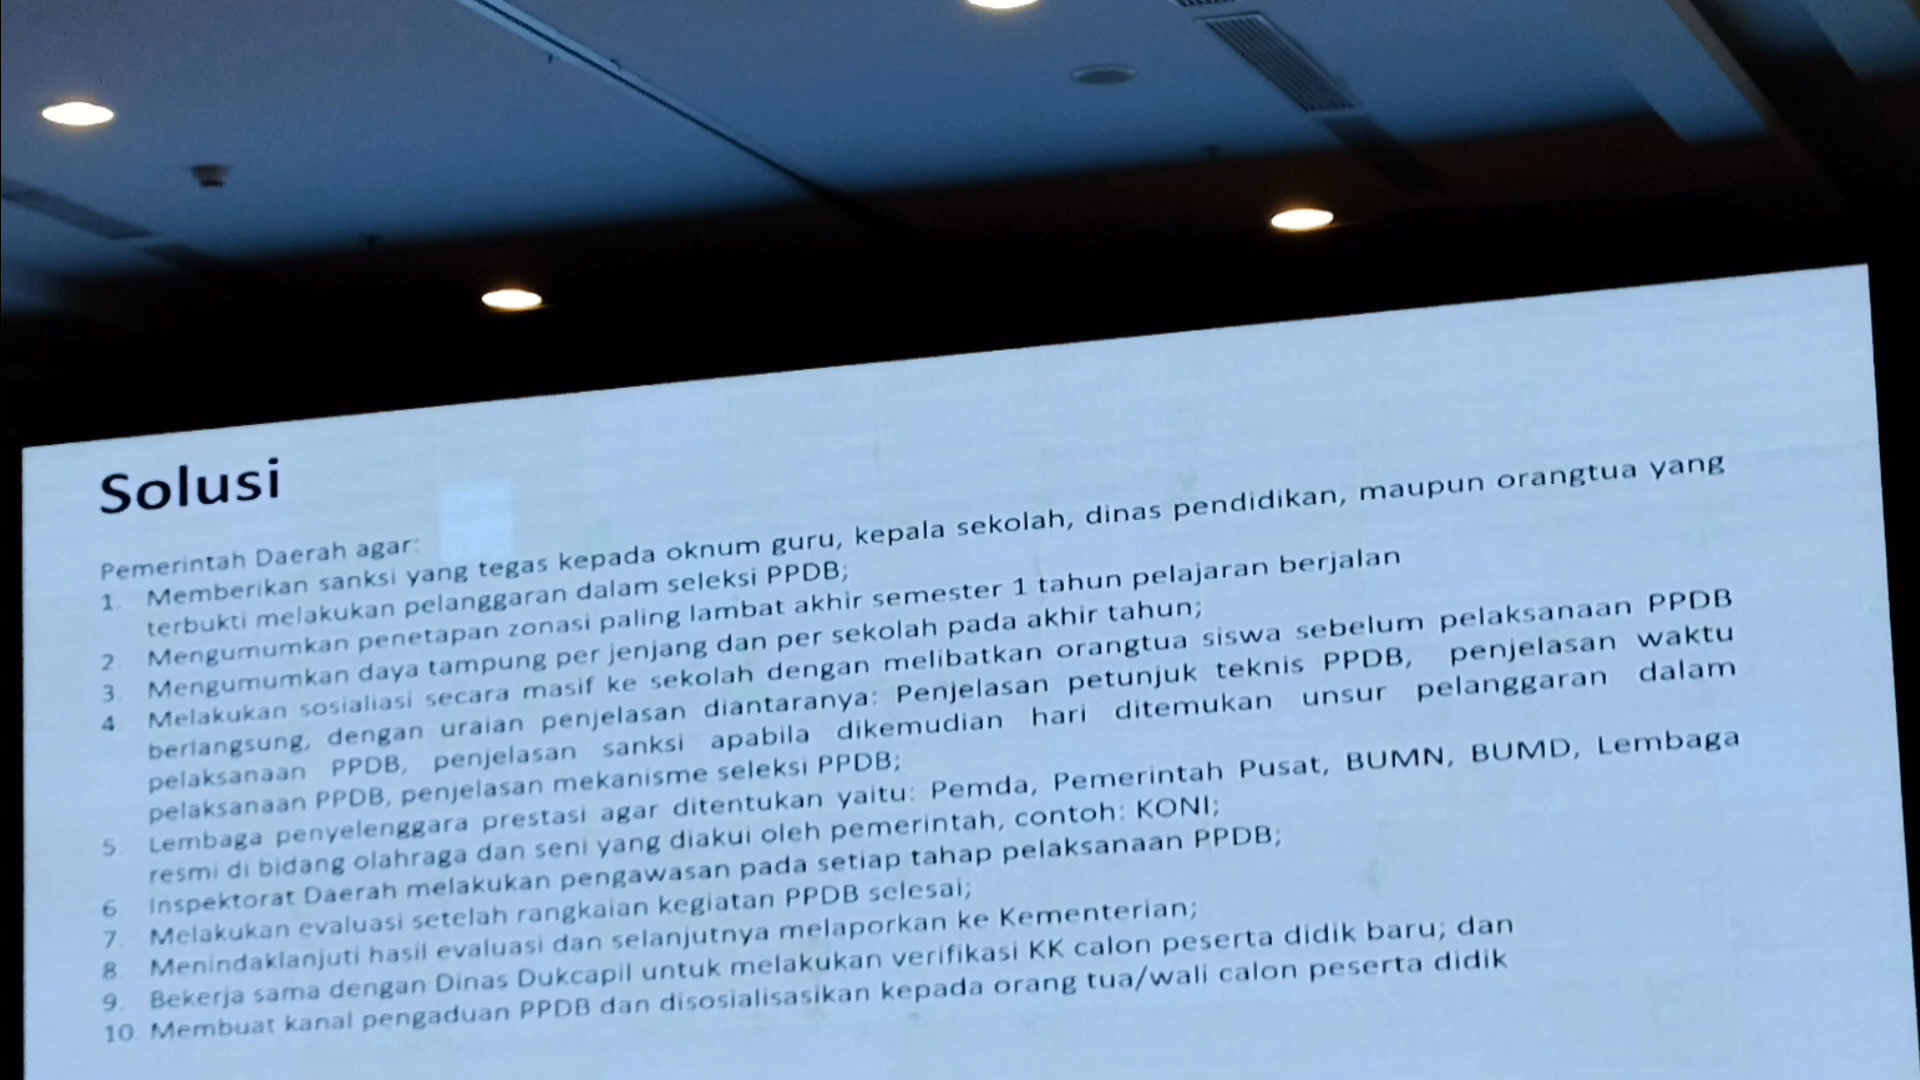 Solusi
Pemerintah Daerah agar:
1. Memberikan sanksi yang tegas kepada oknum guru, kepala sekolah, dinas pendidikan, maupun orangtua yang
terbukti melakukan pelanggaran dalam seleksi PPDB;
2. Mengumumkan penetapan zonasi paling lambat akhir semester 1 tahun pelajaran berjalan
3. Mengumumkan daya tampung per jenjang dan per sekolah pada akhir tahun;
4. Melakukan sosialiasi secara masif ke sekolah dengan melibatkan orangtua siswa sebelum pelaksanaan PPDB
berlangsung, dengan uraian penjelasan diantaranya: Penjelasan petunjuk teknis PPDB, penjelasan waktu
pelaksanaan PPDB, penjelasan sanksi apabila dikemudian hari ditemukan unsur pelanggaran dalam
pelaksanaan PPDB, penjelasan mekanisme seleksi PPDB;
5. Lembaga penyelenggara prestasi agar ditentukan yaitu: Pemda, Pemerintah Pusat, BUMN, BUMD, Lembaga
resmi di bidang olahraga dan seni yang diakui oleh pemerintah, contoh: KONI;
6. Inspektorat Daerah melakukan pengawasan pada setiap tahap pelaksanaan PPDB;
7. Melakukan evaluasi setelah rangkaian kegiatan PPDB selesai;
8. Menindaklanjuti hasil evaluasi dan selanjutnya melaporkan ke Kementerian;
9. Bekerja sama dengan Dinas Dukcapil untuk melakukan verifikasi KK calon peserta didik baru; dan
10 Membuat kanal pengaduan PPDB dan disosialisasikan kepada orang tua/wali calon peserta didik